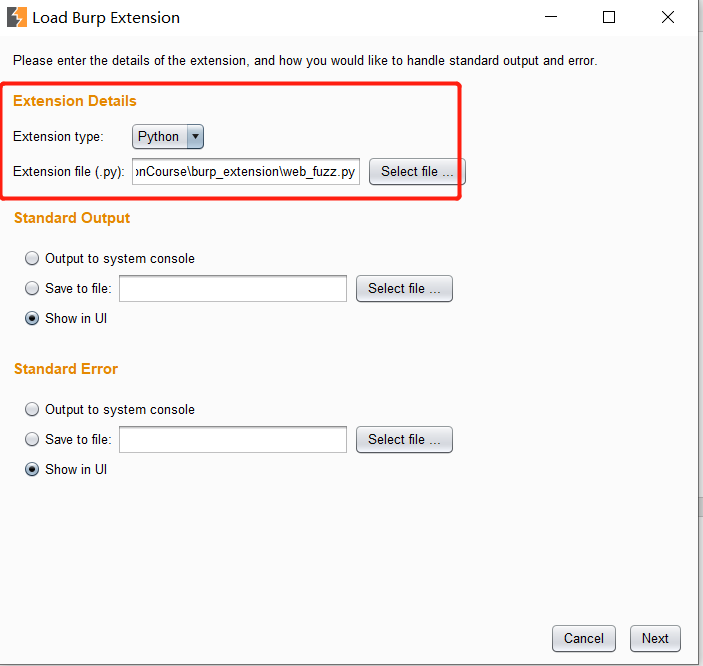 Load Burp Extension
Please enter the details of the extension, and how you would like to handle standard output and error.
Extension Details
Extension type: Python
Extension file (.py): onCourse\burp_extension\web_fuzz.py Select file ...
Standard Output
Output to system console
Save to file: Select file ...
Show in UI
Standard Error
Output to system console
Save to file: Select file ...
Show in UI
Cancel Next